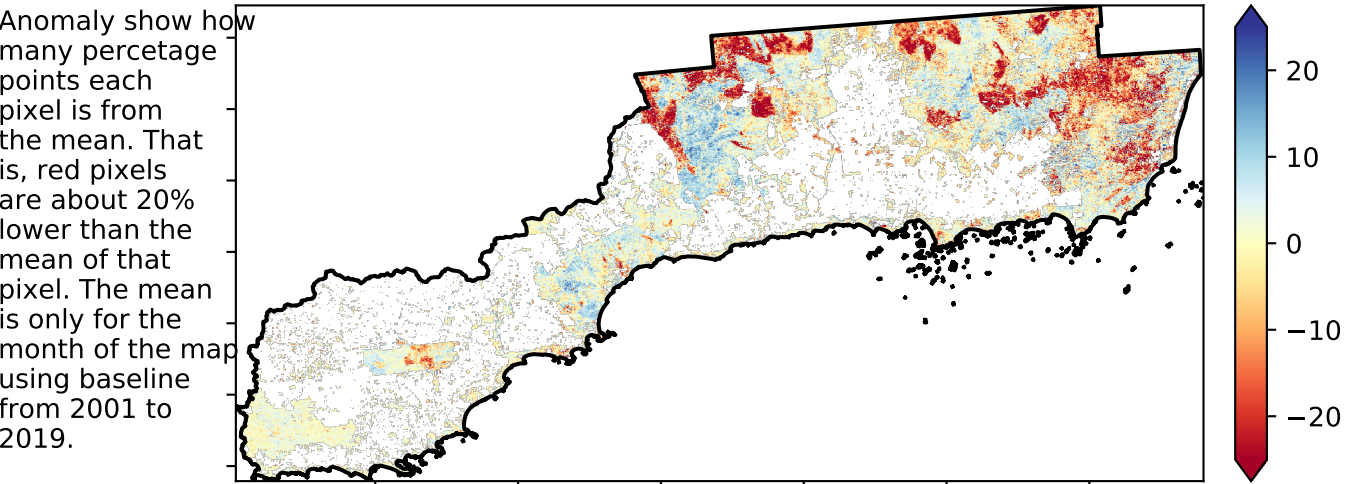 Anomaly show how
many percetage
points each
pixel is from
the mean. That
is, red pixels
are about 20%
lower than the
mean of that
pixel. The mean
is only for the
month of the map
using baseline
from 2001 to
2019.
20
10
0
−10
−20